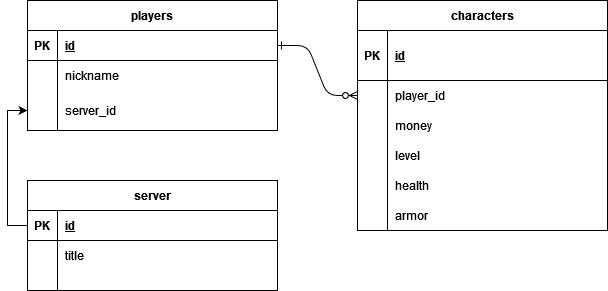 players
PK id
nickname
server_id
characters
PK id
player_id
money
level
health
armor
server
PK id
title